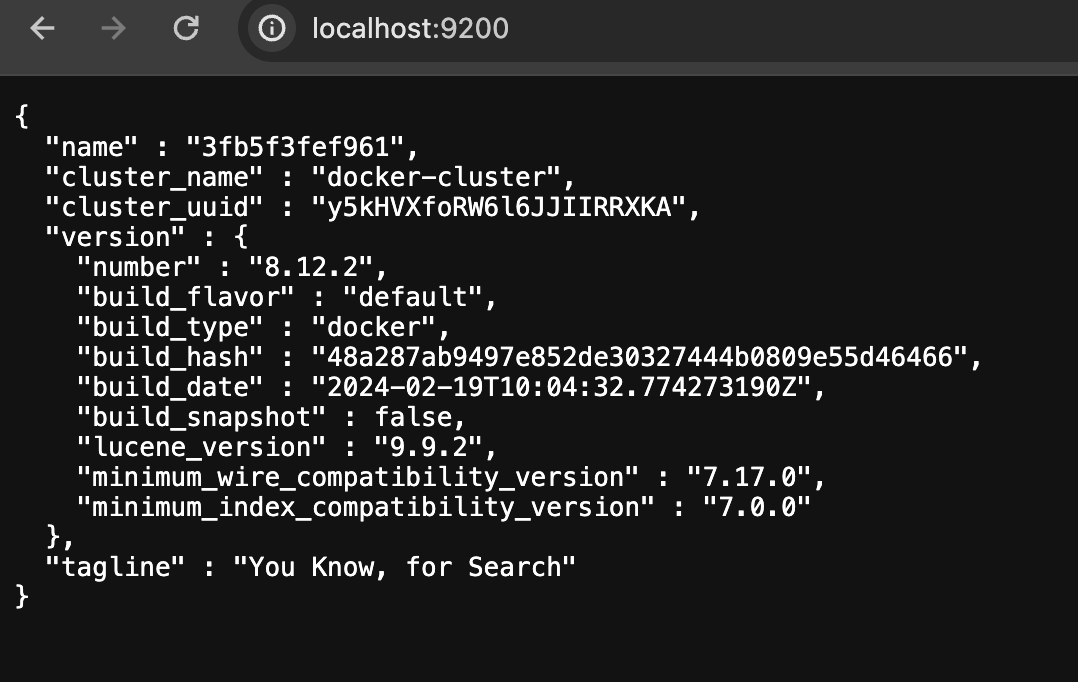 localhost:9200
{
  "name" : "3fb5f3fef961",
  "cluster_name" : "docker-cluster",
  "cluster_uuid" : "y5kHVXfoRW6l6JJIIRRXKA",
  "version" : {
    "number" : "8.12.2",
    "build_flavor" : "default",
    "build_type" : "docker",
    "build_hash" : "48a287ab9497e852de30327444b0809e55d46466",
    "build_date" : "2024-02-19T10:04:32.774273190Z",
    "build_snapshot" : false,
    "lucene_version" : "9.9.2",
    "minimum_wire_compatibility_version" : "7.17.0",
    "minimum_index_compatibility_version" : "7.0.0"
  },
  "tagline" : "You Know, for Search"
}